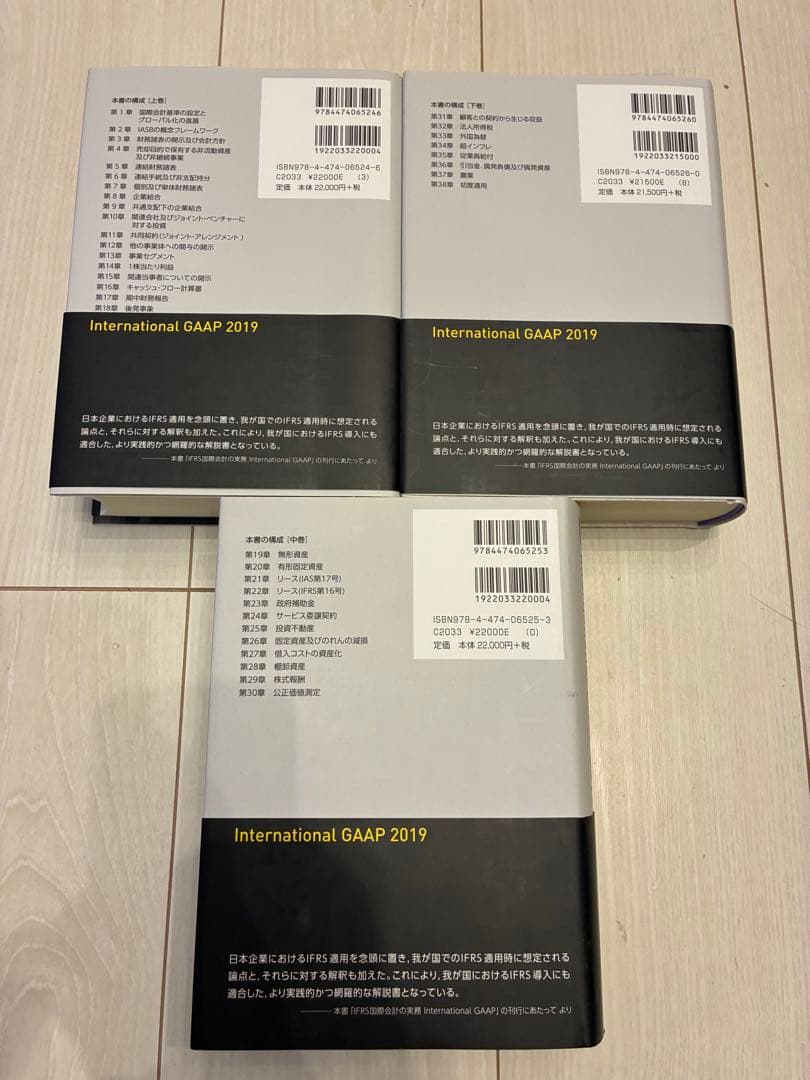 本書の構成 [上巻]
第1章 国際会計基準の設定と
グローバル化の進展
第2章 IASBの概念フレームワーク
第3章 財務諸表の開示及び会計方針
第4章 売却目的で保有する非流動資産
及び非継続事業
第5章 連結財務諸表
第6章 連結手続及び非支配持分
第7章 個別及び単体財務諸表
第8章 企業結合
第9章 共通支配下の企業結合
第10章 関連会社及びジョイント・ベンチャーに
対する投資
第11章 共同契約(ジョイント・アレンジメント)
第12章 他の事業体への関与の開示
第13章 事業セグメント
第14章 1株当たり利益
第15章 関連当事者についての開示
第16章 キャッシュ・フロー計算書
第17章 期中財務報告
第18章 後発事象
9784474065246
1922033220004
ISBN978-4-474-06524-6
C2033 ¥22000E (3)
定価 本体 22,000円+税
International GAAP 2019
日本企業におけるIFRS適用を念頭に置き,我が国でのIFRS適用時に想定される
論点と,それらに対する解釈も加えた。これにより,我が国におけるIFRS導入にも
適合した,より実践的かつ網羅的な解説書となっている。
――本書「IFRS国際会計の実務 International GAAP」の刊行にあたって より
本書の構成 [下巻]
第31章 顧客との契約から生じる収益
第32章 法人所得税
第33章 外国為替
第34章 超インフレ
第35章 従業員給付
第36章 引当金、偶発負債及び偶発資産
第37章 農業
第38章 初度適用
9784474065260
1922033215000
ISBN978-4-474-06526-0
C2033 ¥21500E (8)
定価 本体 21,500円+税
International GAAP 2019
日本企業におけるIFRS適用を念頭に置き,我が国でのIFRS適用時に想定される
論点と,それらに対する解釈も加えた。これにより,我が国におけるIFRS導入にも
適合した,より実践的かつ網羅的な解説書となっている。
――本書「IFRS国際会計の実務 International GAAP」の刊行にあたって より
本書の構成 [中巻]
第19章 無形資産
第20章 有形固定資産
第21章 リース(IAS第17号)
第22章 リース(IFRS第16号)
第23章 政府補助金
第24章 サービス委譲契約
第25章 投資不動産
第26章 固定資産及びのれんの減損
第27章 借入コストの資産化
第28章 棚卸資産
第29章 株式報酬
第30章 公正価値測定
9784474065253
1922033220004
ISBN978-4-474-06525-3
C2033 ¥22000E (0)
定価 本体 22,000円+税
International GAAP 2019
日本企業におけるIFRS適用を念頭に置き,我が国でのIFRS適用時に想定される
論点と,それらに対する解釈も加えた。これにより,我が国におけるIFRS導入にも
適合した,より実践的かつ網羅的な解説書となっている。
――本書「IFRS国際会計の実務 International GAAP」の刊行にあたって より